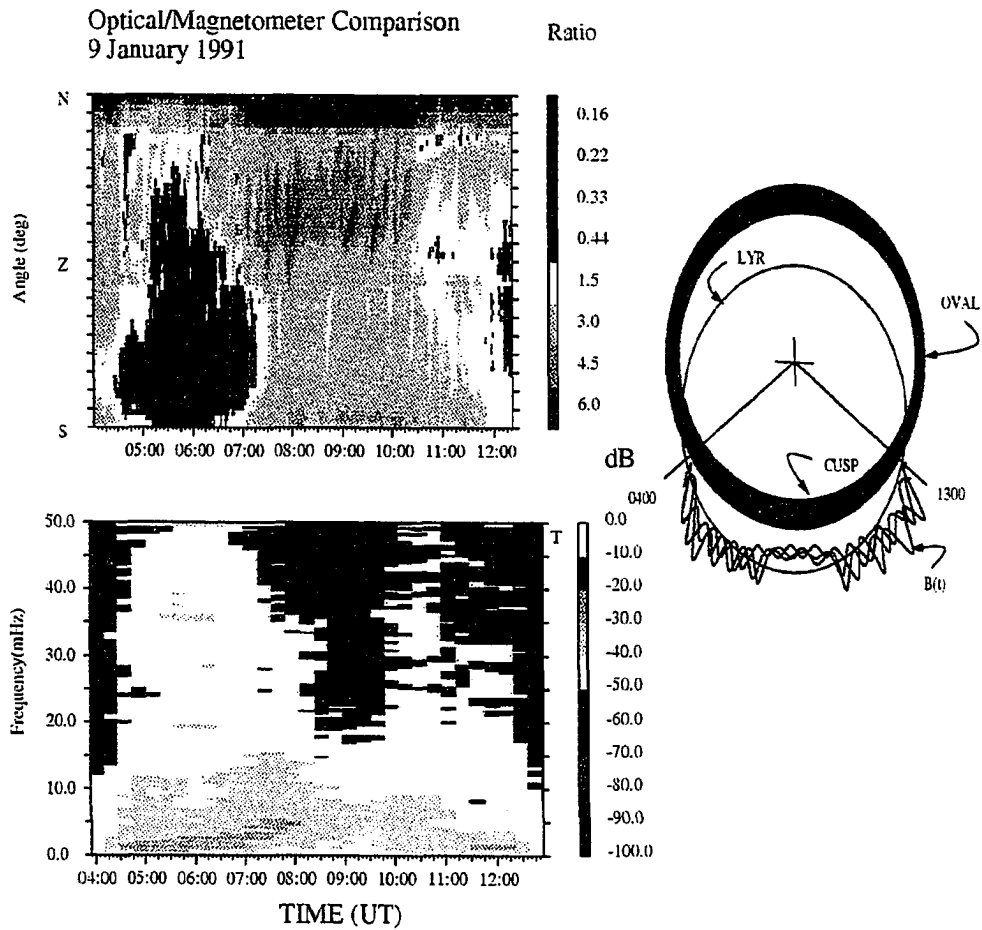 Optical/Magnetometer Comparison
9 January 1991
Ratio
N
Z
S
Angle (deg)
0.16
0.22
0.33
0.44
1.5
3.0
4.5
6.0
05:00 06:00 07:00 08:00 09:00 10:00 11:00 12:00
LYR
OVAL
CUSP
0400
1300
B(t)
dB
T
50.0
40.0
30.0
20.0
10.0
0.0
Frequency(mHz)
0.0
-10.0
-20.0
-30.0
-40.0
-50.0
-60.0
-70.0
-80.0
-90.0
-100.0
04:00 05:00 06:00 07:00 08:00 09:00 10:00 11:00 12:00
TIME (UT)